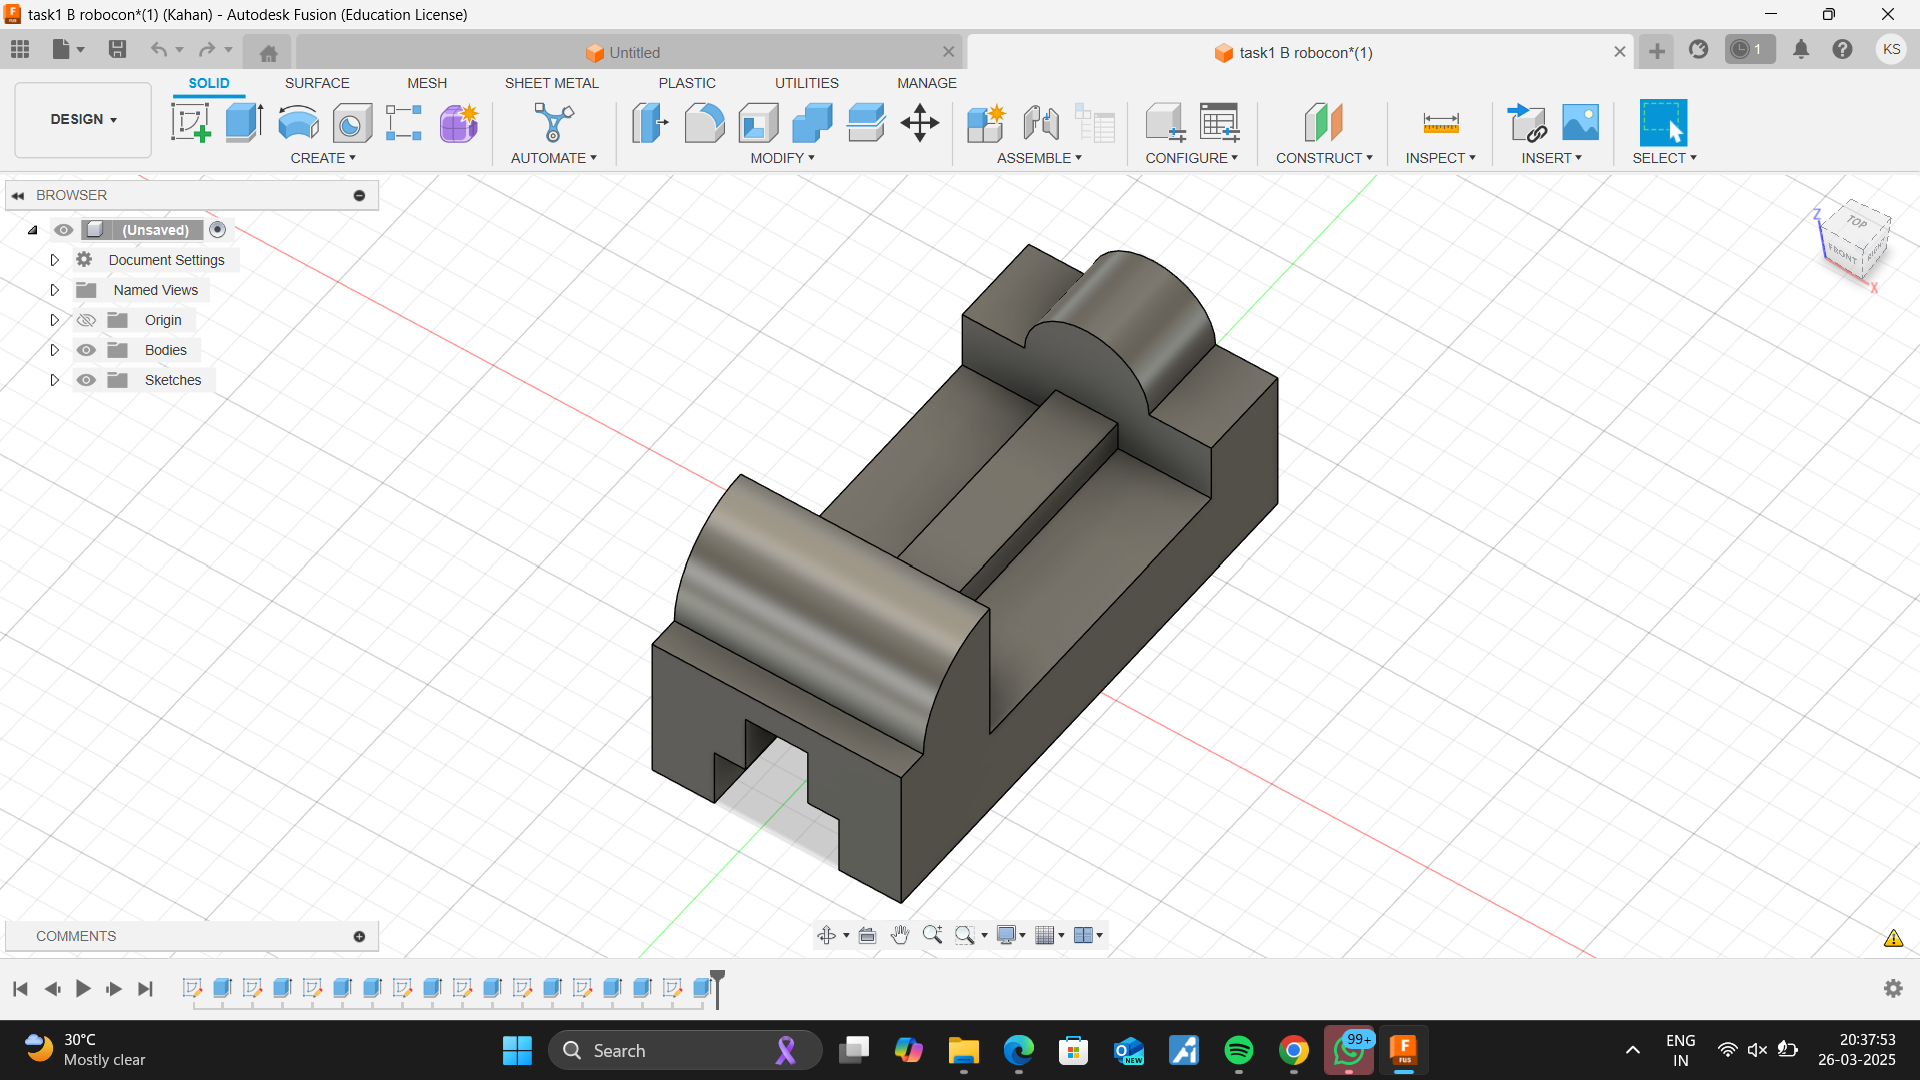 task1 B robocon*(1) (Kahan) - Autodesk Fusion (Education License)
Untitled
task1 B robocon*(1)
1
KS
DESIGN
SOLID
SURFACE
MESH
SHEET METAL
PLASTIC
UTILITIES
MANAGE
CREATE
AUTOMATE
MODIFY
ASSEMBLE
CONFIGURE
CONSTRUCT
INSPECT
INSERT
SELECT
BROWSER
(Unsaved)
Document Settings
Named Views
Origin
Bodies
Sketches
Z
TOP
FRONT
RIGHT
X
COMMENTS
30°C
Mostly clear
Search
NEW
99+
F
FUS
ENG
IN
20:37:53
26-03-2025